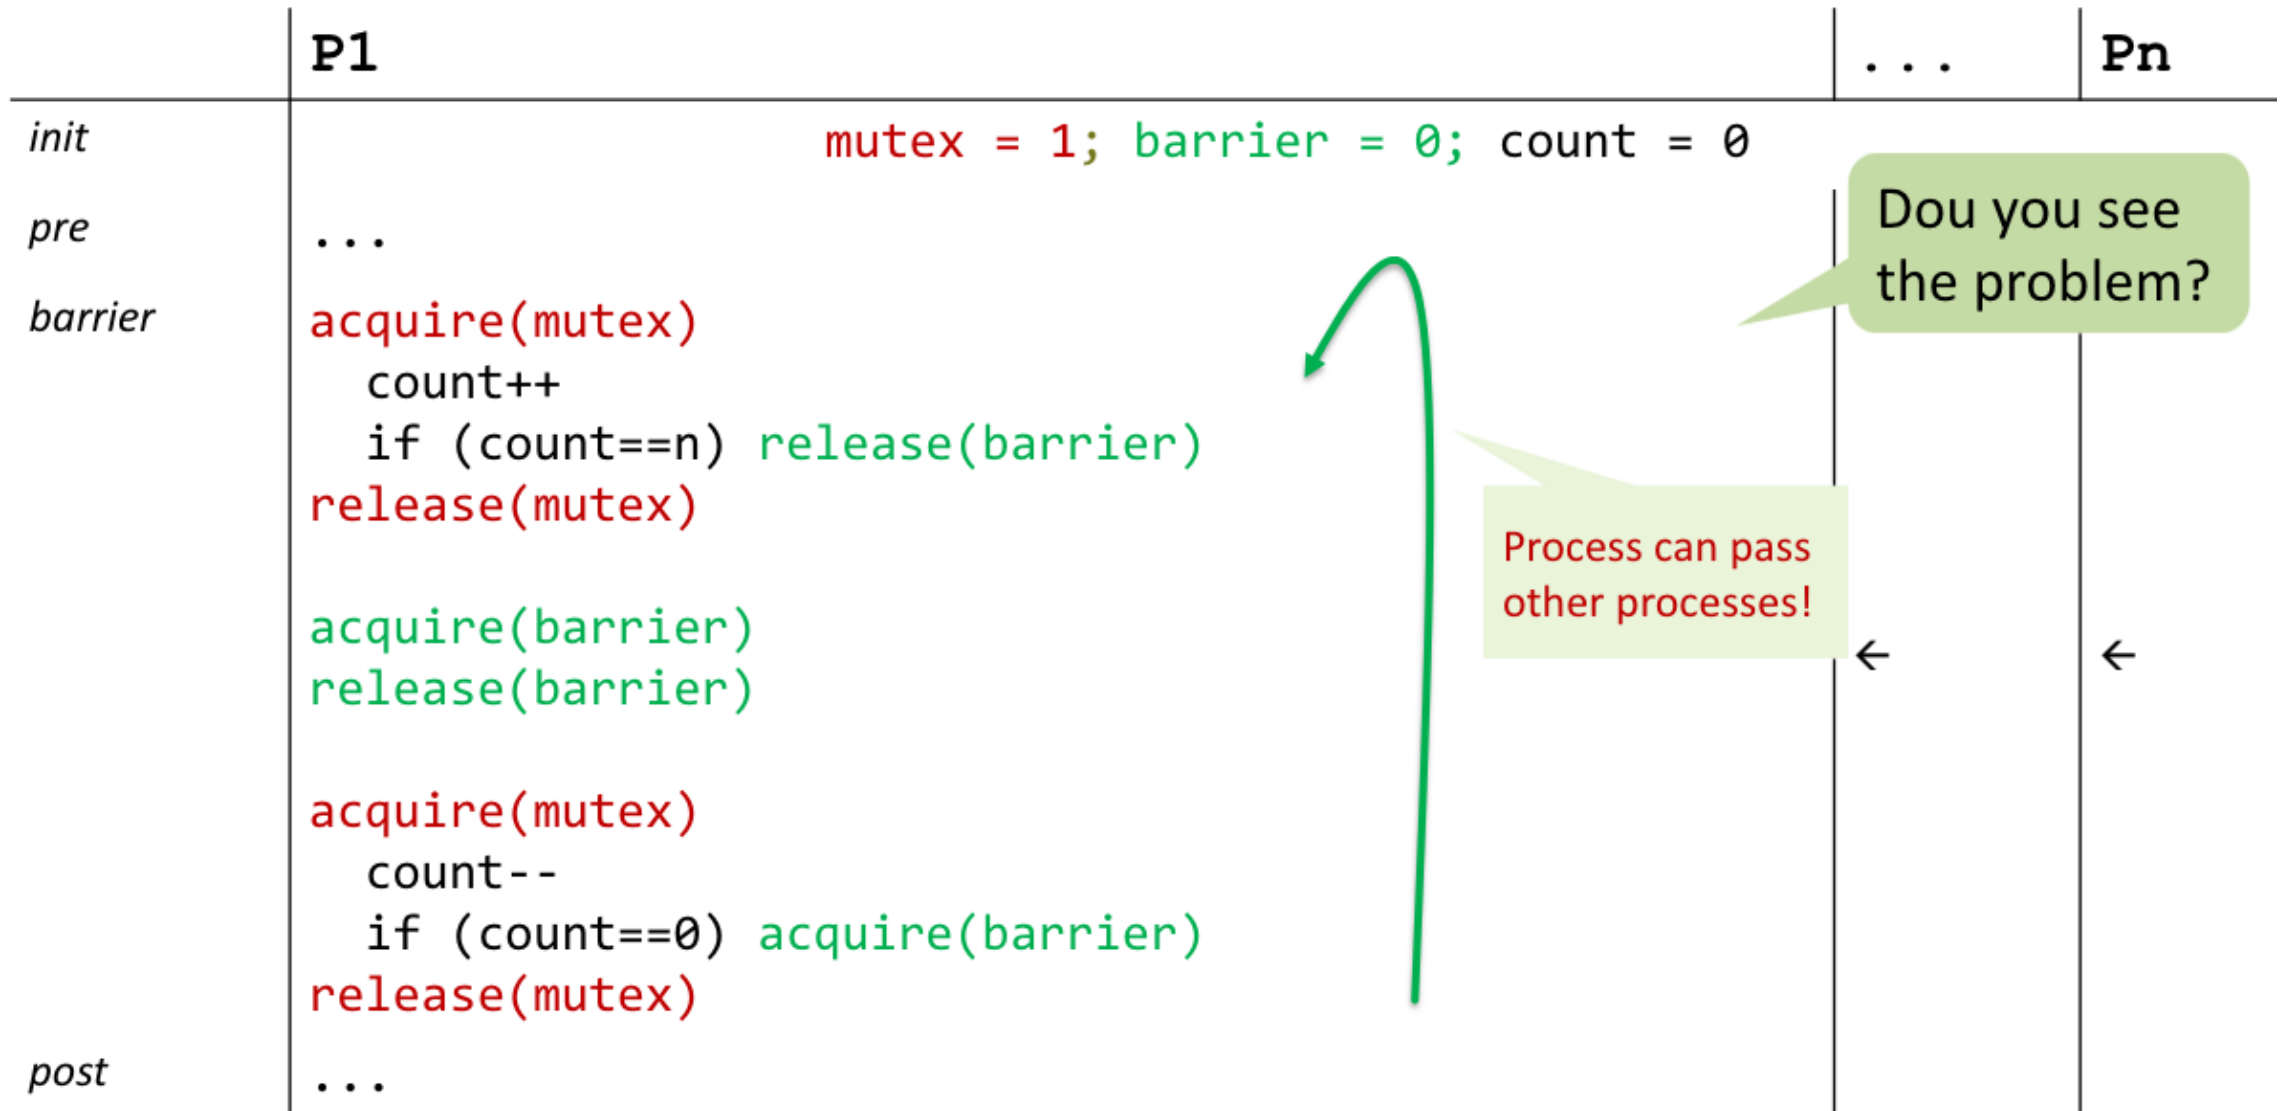 P1 ... Pn
init mutex = 1; barrier = 0; count = 0
Dou you see
the problem?
pre ...
barrier acquire(mutex)
count++
if (count==n) release(barrier)
release(mutex)
Process can pass
other processes!
acquire(barrier)
← ←
release(barrier)
acquire(mutex)
count--
if (count==0) acquire(barrier)
release(mutex)
post ...